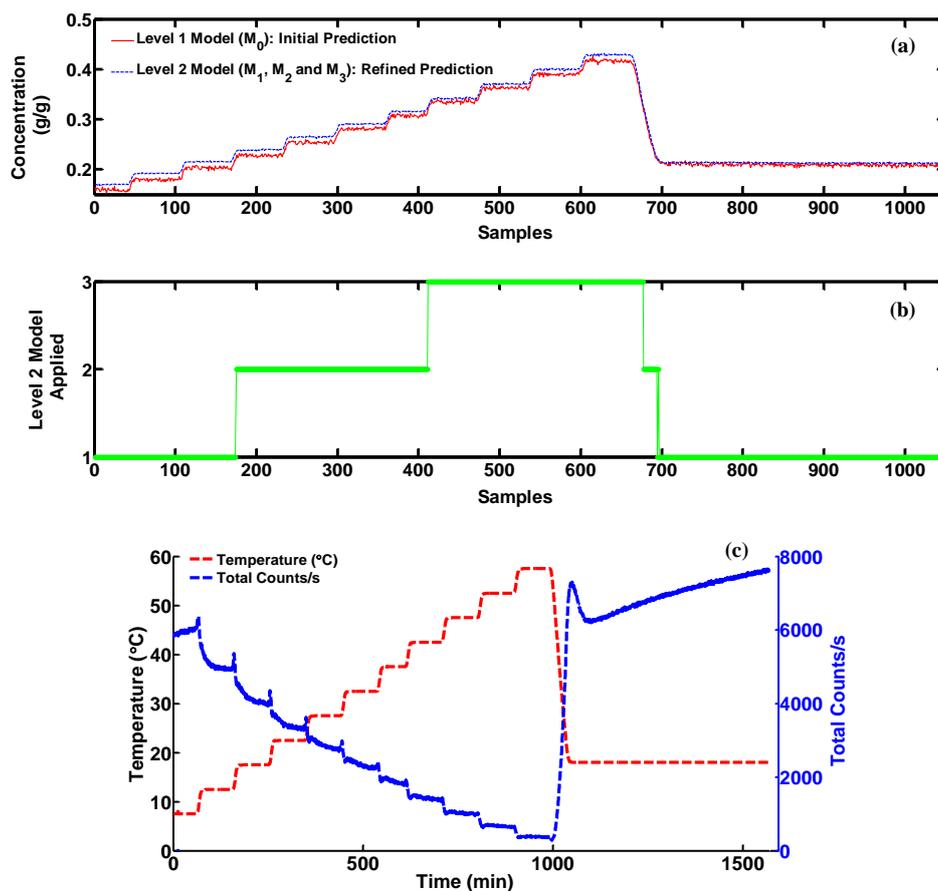 (a)
Level 1 Model (M0): Initial Prediction
Level 2 Model (M1, M2 and M3): Refined Prediction
Concentration
(g/g)
0.5
0.4
0.3
0.2
0 100 200 300 400 500 600 700 800 900 1000
Samples
(b)
Level 2 Model
Applied
3
2
1
0 100 200 300 400 500 600 700 800 900 1000
Samples
(c)
Temperature (°C)
Total Counts/s
Temperature (°C)
60
50
40
30
20
10
0
8000
6000
4000
2000
0
Total Counts/s
0 500 1000 1500
Time (min)